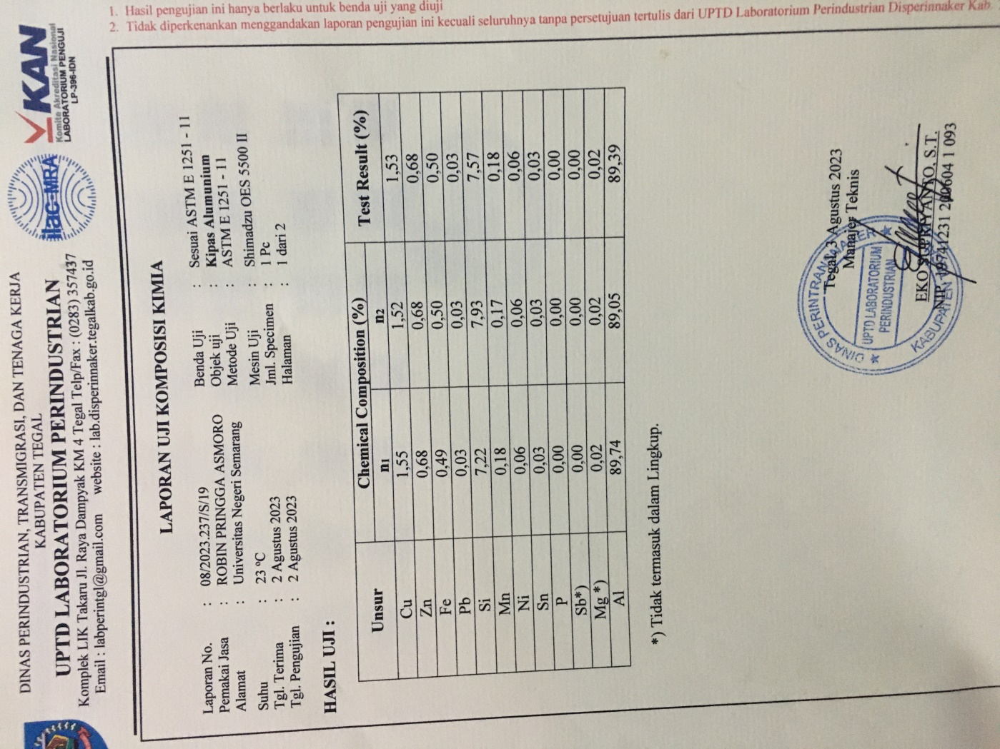 DINAS PERINDUSTRIAN, TRANSMIGRASI, DAN TENAGA KERJA
KABUPATEN TEGAL
UPTD LABORATORIUM PERINDUSTRIAN
Komplek LIK Takaru Jl. Raya Dampyak KM 4 Tegal Telp/Fax : (0283) 357437
Email : labperintgl@gmail.com website : lab.disperinnaker.tegalkab.go.id
ilac-MRA
KAN
Komite Akreditasi Nasional
LABORATORIUM PENGUJI
LP-396-IDN
LAPORAN UJI KOMPOSISI KIMIA
Laporan No. : 08/2023.237/S/19
Pemakai Jasa : ROBIN PRINGGA ASMORO
Alamat : Universitas Negeri Semarang
Suhu : 23 °C
Tgl. Terima : 2 Agustus 2023
Tgl. Pengujian : 2 Agustus 2023
Benda Uji : Sesuai ASTM E 1251 - 11
Objek uji : Kipas Alumunium
Metode Uji : ASTM E 1251 - 11
Mesin Uji : Shimadzu OES 5500 II
Jml. Specimen : 1 Pc
Halaman : 1 dari 2
HASIL UJI :
Unsur Chemical Composition (%) Test Result (%)
n1 n2
Cu 1,55 1,52 1,53
Zn 0,68 0,68 0,68
Fe 0,49 0,50 0,50
Pb 0,03 0,03 0,03
Si 7,22 7,93 7,57
Mn 0,18 0,17 0,18
Ni 0,06 0,06 0,06
Sn 0,03 0,03 0,03
P 0,00 0,00 0,00
Sb*) 0,00 0,00 0,00
Mg *) 0,02 0,02 0,02
Al 89,74 89,05 89,39
*) Tidak termasuk dalam Lingkup.
Tegal, 3 Agustus 2023
Manajer Teknis
UPTD LABORATORIUM
PERINDUSTRIAN
EKO SUPRIYANTO, S.T.
NIP. 19741231 200604 1 093
1. Hasil pengujian ini hanya berlaku untuk benda uji yang diuji
2. Tidak diperkenankan menggandakan laporan pengujian ini kecuali seluruhnya tanpa persetujuan tertulis dari UPTD Laboratorium Perindustrian Disperinnaker Kab